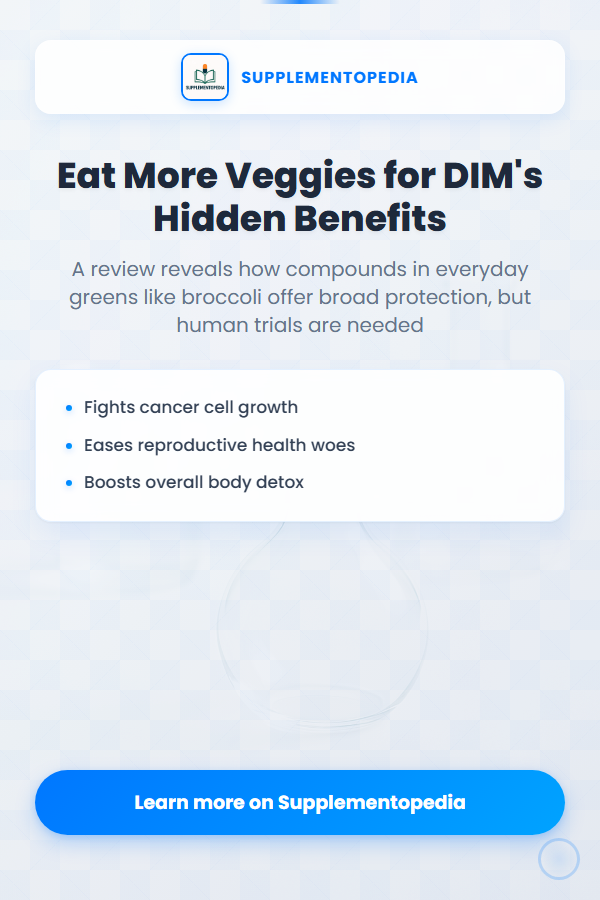 SUPPLEMENTOPEDIA
SUPPLEMENTOPEDIA
Eat More Veggies for DIM's
Hidden Benefits
A review reveals how compounds in everyday
greens like broccoli offer broad protection, but
human trials are needed
Fights cancer cell growth
Eases reproductive health woes
Boosts overall body detox
Learn more on Supplementopedia